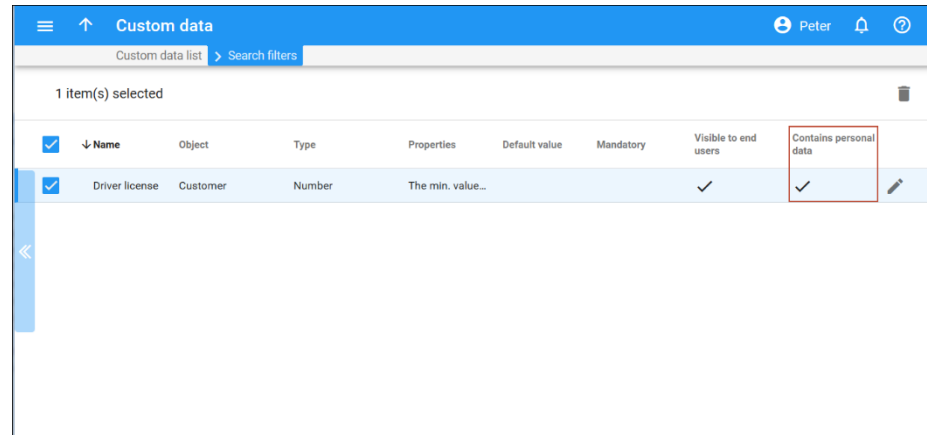 Custom data
Peter
Custom data list
Search filters
1 item(s) selected
Name Object Type Properties Default value Mandatory Visible to end users Contains personal data
Driver license Customer Number The min. value...